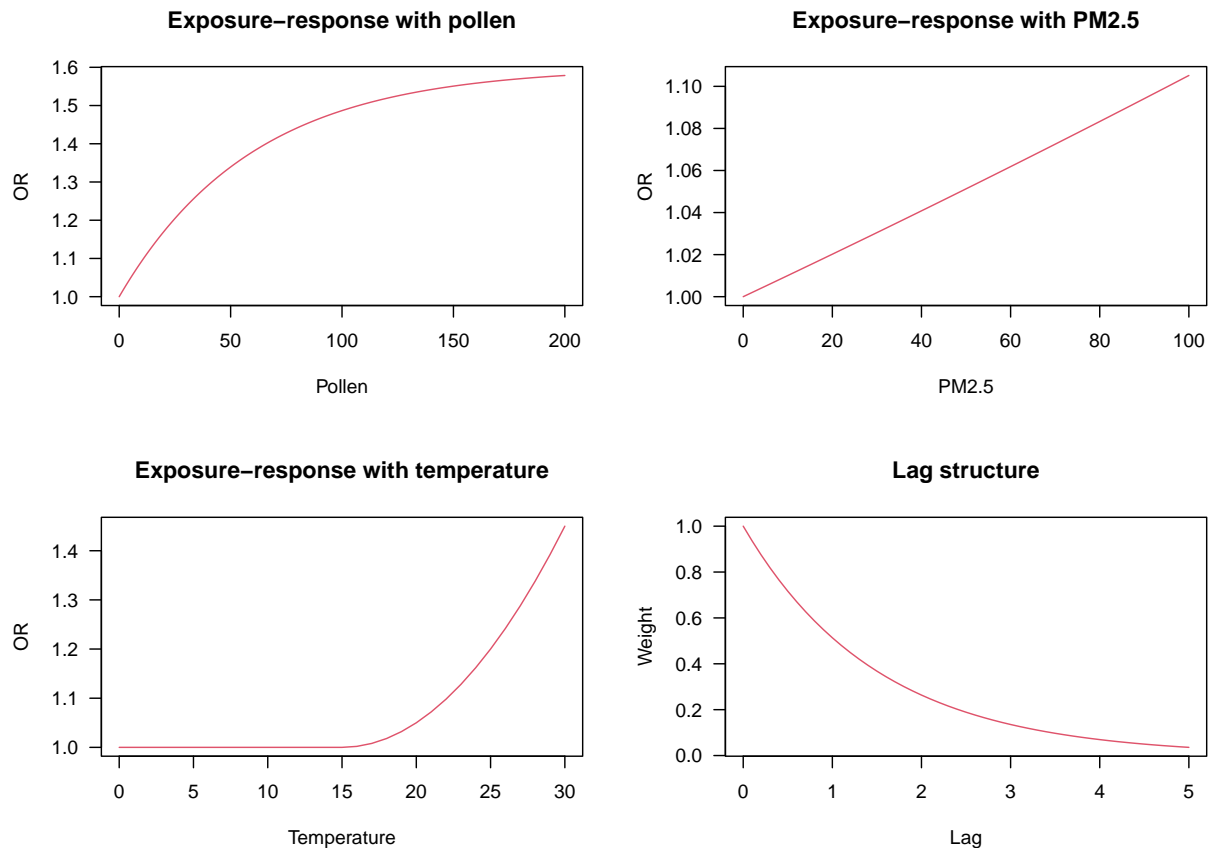 Exposure−response with pollen
OR
1.6
1.5
1.4
1.3
1.2
1.1
1.0
0 50 100 150 200
Pollen
Exposure−response with PM2.5
OR
1.10
1.08
1.06
1.04
1.02
1.00
0 20 40 60 80 100
PM2.5
Exposure−response with temperature
OR
1.4
1.3
1.2
1.1
1.0
0 5 10 15 20 25 30
Temperature
Lag structure
Weight
1.0
0.8
0.6
0.4
0.2
0.0
0 1 2 3 4 5
Lag